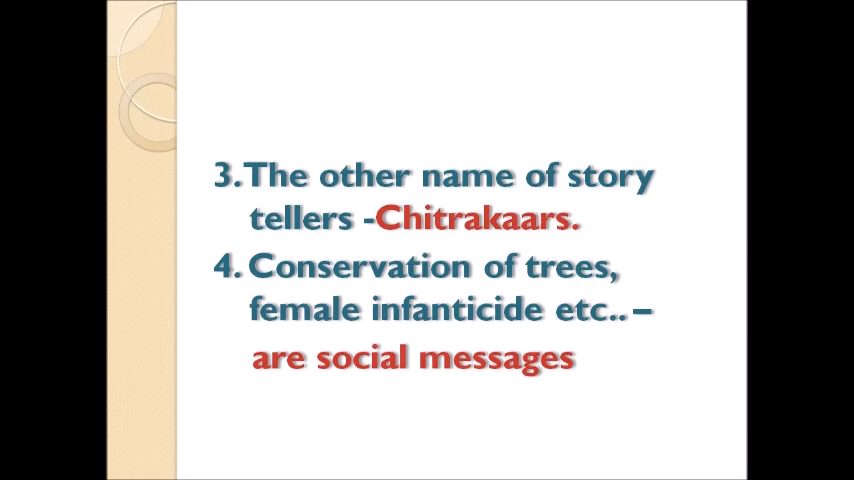 3. The other name of story
tellers -Chitrakaars.
4. Conservation of trees,
female infanticide etc.. –
are social messages